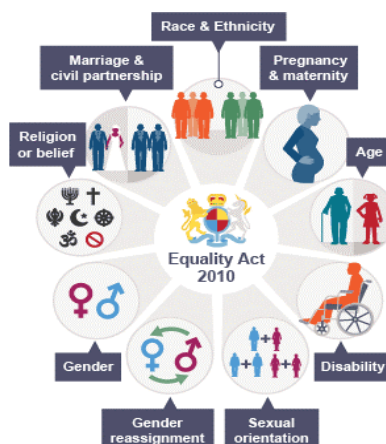 Race & Ethnicity
Marriage &
civil partnership
Pregnancy
& maternity
Religion
or belief
Age
Equality Act
2010
Gender
Disability
Gender
reassignment
Sexual
orientation